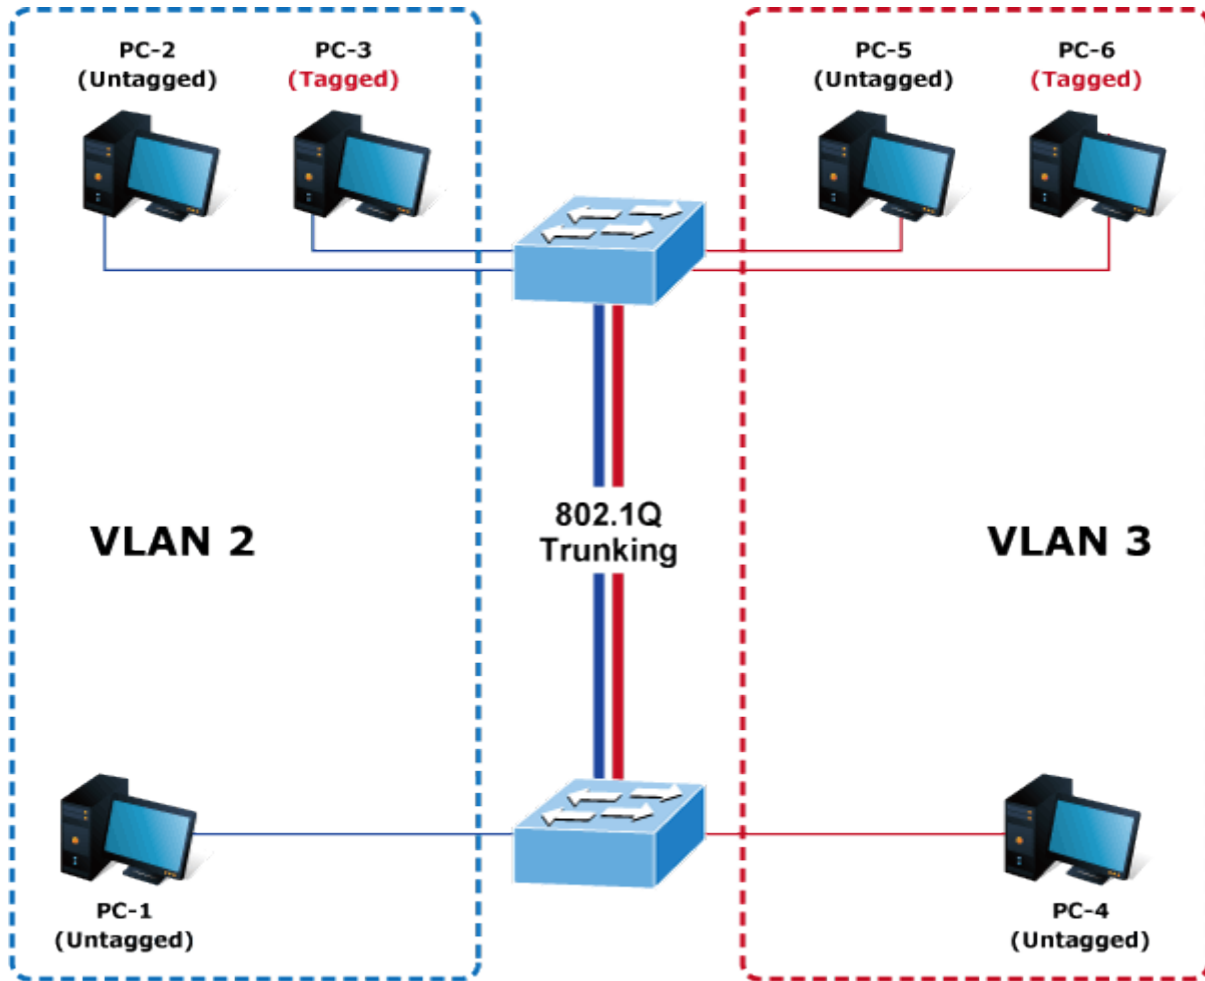 PC-2
(Untagged)
PC-3
(Tagged)
PC-5
(Untagged)
PC-6
(Tagged)
802.1Q
Trunking
VLAN 2
VLAN 3
PC-1
(Untagged)
PC-4
(Untagged)